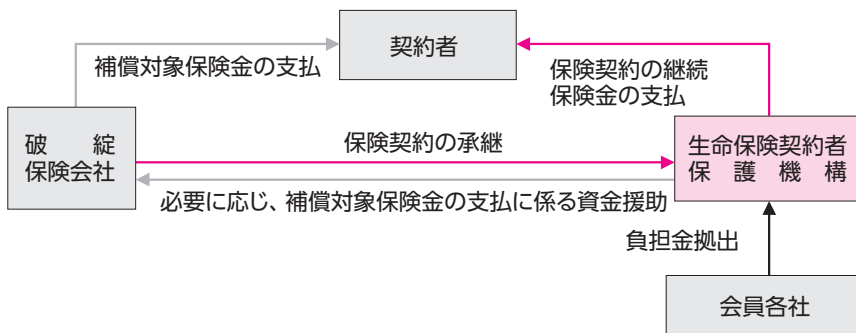 契約者
補償対象保険金の支払
保険契約の継続
保険金の支払
破綻
保険会社
保険契約の承継
生命保険契約者
保護機構
必要に応じ、補償対象保険金の支払に係る資金援助
負担金拠出
会員各社